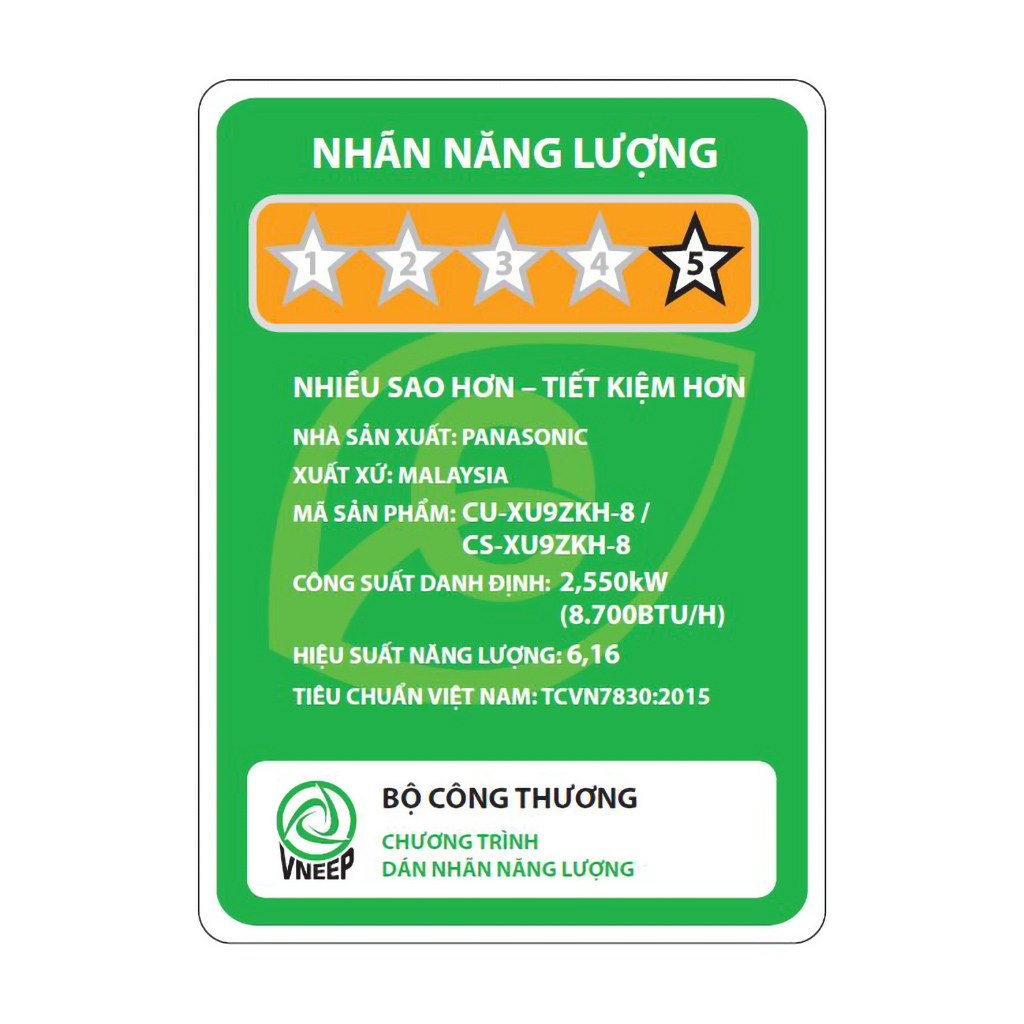 NHÃN NĂNG LƯỢNG
1 2 3 4 5
NHIỀU SAO HƠN – TIẾT KIỆM HƠN
NHÀ SẢN XUẤT: PANASONIC
XUẤT XỨ: MALAYSIA
MÃ SẢN PHẨM: CU-XU9ZKH-8 /
CS-XU9ZKH-8
CÔNG SUẤT DANH ĐỊNH: 2,550kW
(8.700BTU/H)
HIỆU SUẤT NĂNG LƯỢNG: 6,16
TIÊU CHUẨN VIỆT NAM: TCVN7830:2015
BỘ CÔNG THƯƠNG
CHƯƠNG TRÌNH
DÁN NHÃN NĂNG LƯỢNG
VNEEP